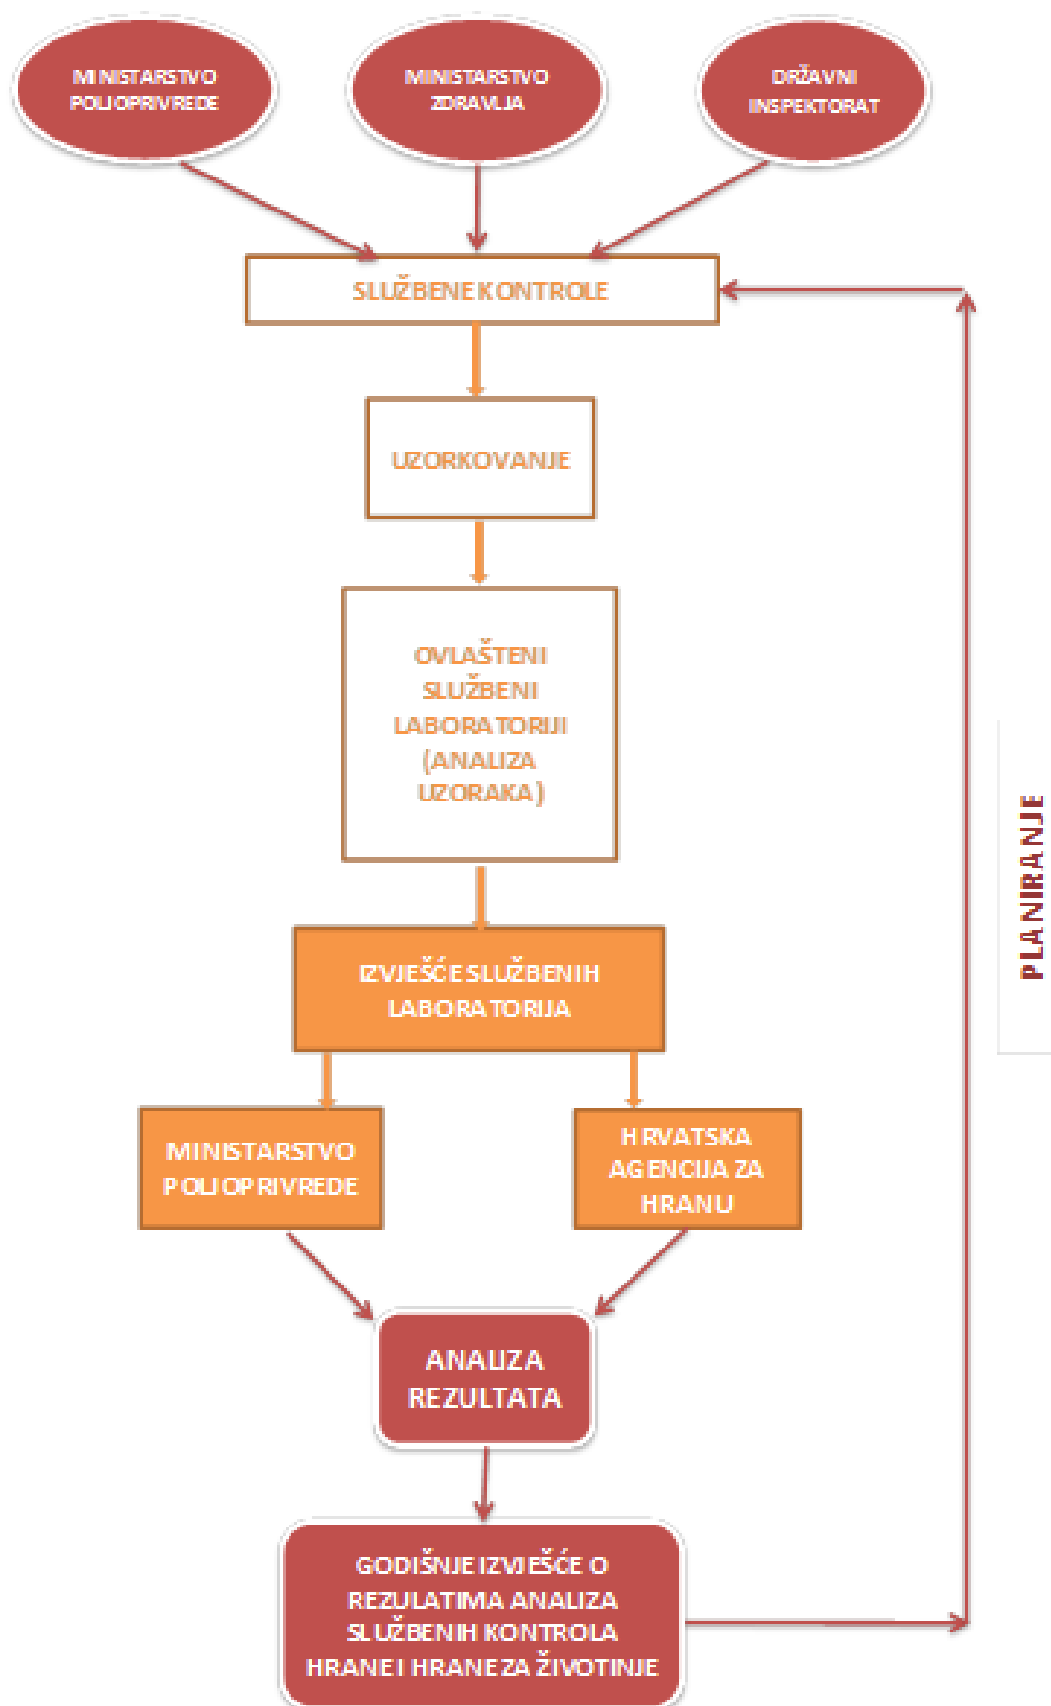 MINISTARSTVO
POLJOPRIVREDE
MINISTARSTVO
ZDRAVLJA
DRŽAVNI
INSPEKTORAT
SLUŽBENE KONTROLE
UZORKOVANJE
OVLAŠTENI
SLUŽBENI
LABORATORIJI
(ANALIZA
UZORAKA)
IZVJEŠĆE SLUŽBENIH
LABORATORIJA
MINISTARSTVO
POLJOPRIVREDE
HRVATSKA
AGENCIJA ZA
HRANU
ANALIZA
REZULTATA
GODIŠNJE IZVJEŠĆE O
REZULATIMA ANALIZA
SLUŽBENIH KONTROLA
HRANE I HRANE ZA ŽIVOTINJE
PLANIRANJE